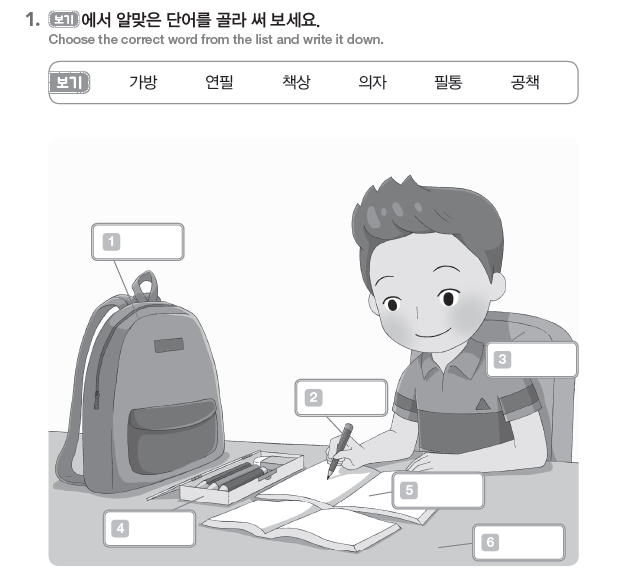 1. 보기에서 알맞은 단어를 골라 써 보세요.
Choose the correct word from the list and write it down.
보기 가방 연필 책상 의자 필통 공책
1
2
3
4
5
6